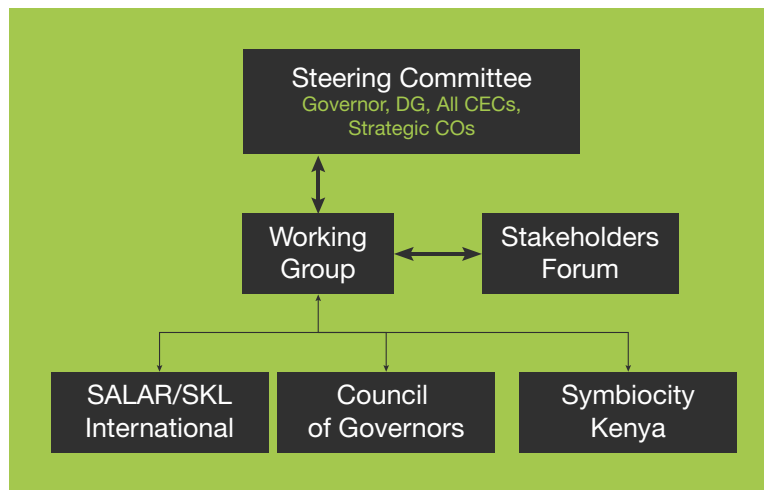 Steering Committee
Governor, DG, All CECs,
Strategic COs
Working
Group
Stakeholders
Forum
SALAR/SKL
International
Council
of Governors
Symbiocity
Kenya